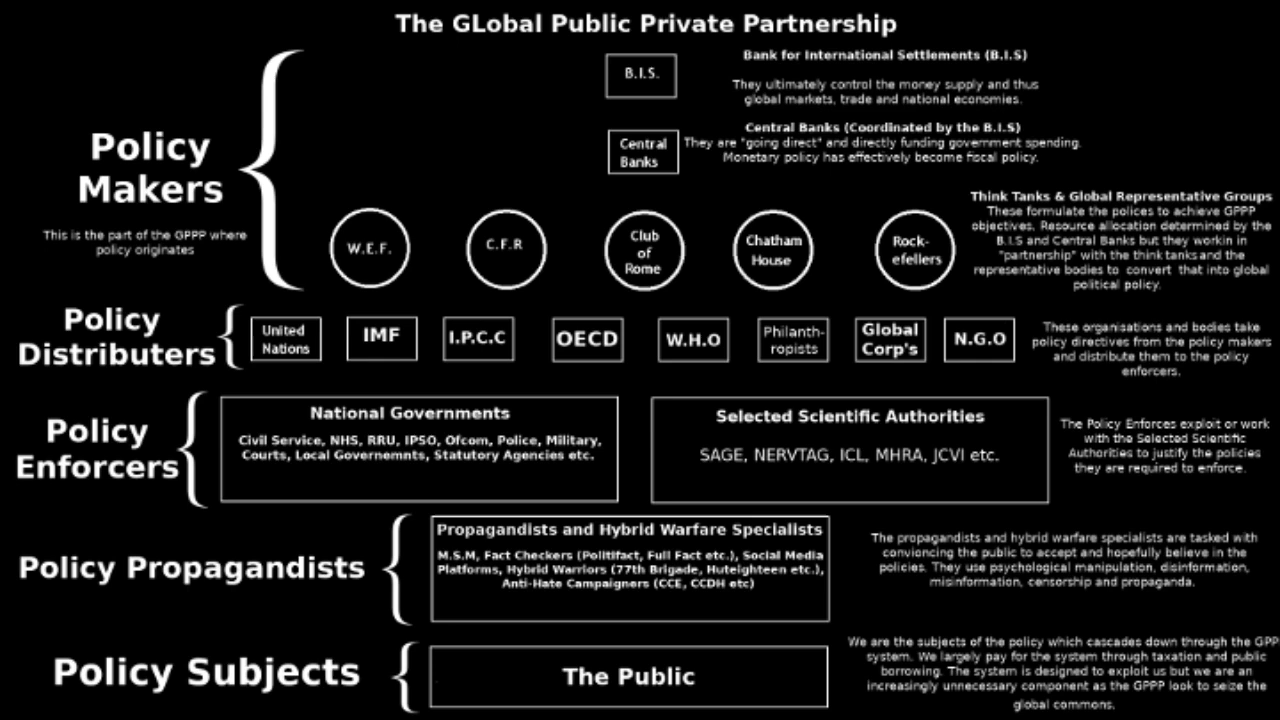 The GLobal Public Private Partnership
Policy
Makers
This is the part of the GPPP where
policy originates
B.I.S.
Bank for International Settlements (B.I.S)
They ultimately control the money supply and thus
global markets, trade and national economies.
Central
Banks
Central Banks (Coordinated by the B.I.S)
They are "going direct" and directly funding government spending.
Monetary policy has effectively become fiscal policy.
W.E.F.
C.F.R
Club
of
Rome
Chatham
House
Rock-
efellers
Think Tanks & Global Representative Groups
These formulate the polices to achieve GPPP
objectives. Resource allocation determined by the
B.I.S and Central Banks but they workin in
"partnership" with the think tanks and the
representative bodies to convert that into global
political policy.
Policy
Distributers
United
Nations
IMF
I.P.C.C
OECD
W.H.O
Philanth-
ropists
Global
Corp's
N.G.O
These organisations and bodies take
policy directives from the policy makers
and distribute them to the policy
enforcers.
Policy
Enforcers
National Governments
Civil Service, NHS, RRU, IPSO, Ofcom, Police, Military,
Courts, Local Governemnts, Statutory Agencies etc.
Selected Scientific Authorities
SAGE, NERVTAG, ICL, MHRA, JCVI etc.
The Policy Enforces exploit or work
with the Selected Scientific
Authorities to justify the policies
they are required to enforce.
Policy Propagandists
Propagandists and Hybrid Warfare Specialists
M.S.M, Fact Checkers (Politifact, Full Fact etc.), Social Media
Platforms, Hybrid Warriors (77th Brigade, Huteighteen etc.),
Anti-Hate Campaigners (CCE, CCDH etc)
The propagandists and hybrid warfare specialists are tasked with
convioncing the public to accept and hopefully believe in the
policies. They use psychological manipulation, disinformation,
misinformation, censorship and propaganda.
Policy Subjects
The Public
We are the subjects of the policy which cascades down through the GPP
system. We largely pay for the system through taxation and public
borrowing. The system is designed to exploit us but we are an
increasingly unnecessary component as the GPPP look to seize the
global commons.